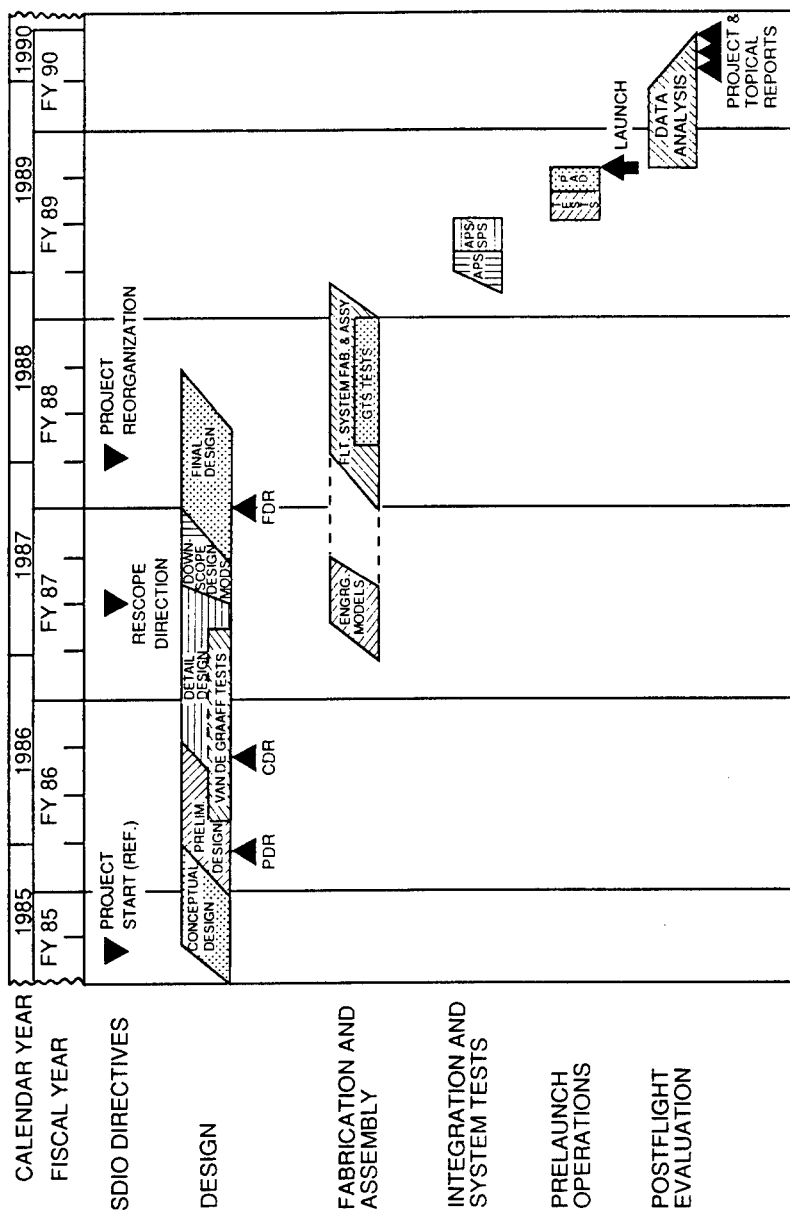 CALENDAR YEAR
1985
1986
1987
1988
1989
1990
FISCAL YEAR
FY 85
FY 86
FY 87
FY 88
FY 89
FY 90
SDIO DIRECTIVES
PROJECT
START (REF.)
RESCOPE
DIRECTION
PROJECT
REORGANIZATION
DESIGN
CONCEPTUAL
DESIGN
PRELIM.
DESIGN
DETAIL
DESIGN
VAN DE GRAAFF TESTS
DOWN-
SCOPE
DESIGN
MODS
FINAL
DESIGN
PDR
CDR
FDR
FABRICATION AND
ASSEMBLY
ENGRG.
MODELS
FLT. SYSTEM FAB. & ASSY
GTS TESTS
INTEGRATION AND
SYSTEM TESTS
APS
APS/
SPS
PRELAUNCH
OPERATIONS
TESTS
PAD
LAUNCH
POSTFLIGHT
EVALUATION
DATA
ANALYSIS
PROJECT &
TOPICAL
REPORTS